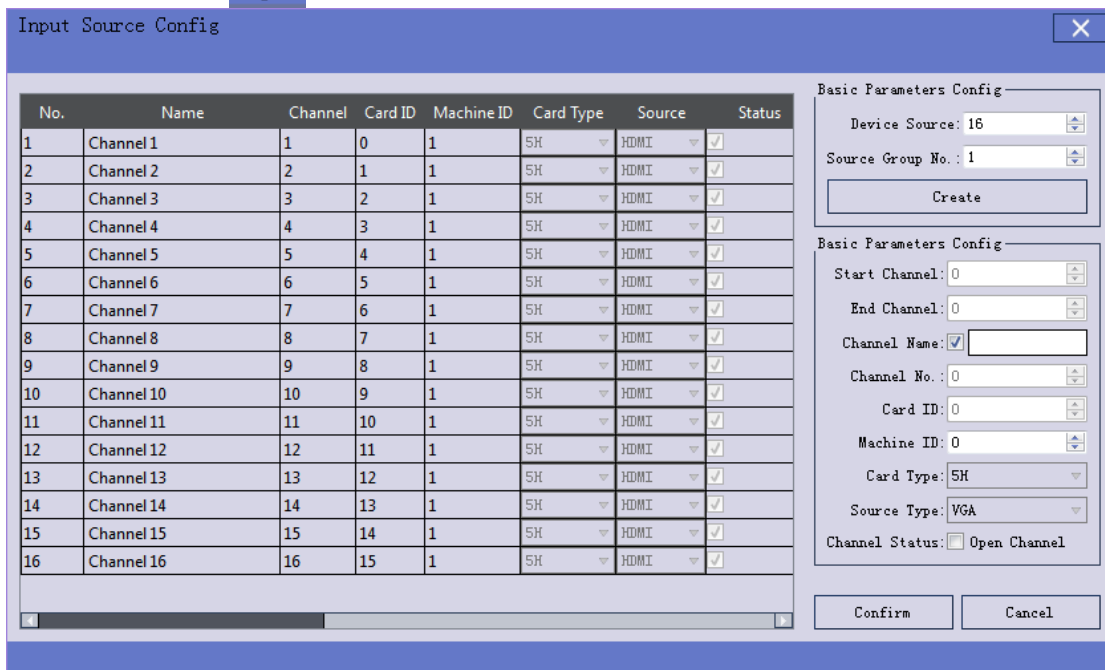 Input Source Config
No. Name Channel Card ID Machine ID Card Type Source Status
1 Channel 1 1 0 1 5H HDMI
2 Channel 2 2 1 1 5H HDMI
3 Channel 3 3 2 1 5H HDMI
4 Channel 4 4 3 1 5H HDMI
5 Channel 5 5 4 1 5H HDMI
6 Channel 6 6 5 1 5H HDMI
7 Channel 7 7 6 1 5H HDMI
8 Channel 8 8 7 1 5H HDMI
9 Channel 9 9 8 1 5H HDMI
10 Channel 10 10 9 1 5H HDMI
11 Channel 11 11 10 1 5H HDMI
12 Channel 12 12 11 1 5H HDMI
13 Channel 13 13 12 1 5H HDMI
14 Channel 14 14 13 1 5H HDMI
15 Channel 15 15 14 1 5H HDMI
16 Channel 16 16 15 1 5H HDMI
Basic Parameters Config
Device Source: 16
Source Group No.: 1
Create
Basic Parameters Config
Start Channel: 0
End Channel: 0
Channel Name:
Channel No.: 0
Card ID: 0
Machine ID: 0
Card Type: 5H
Source Type: VGA
Channel Status: Open Channel
Confirm Cancel